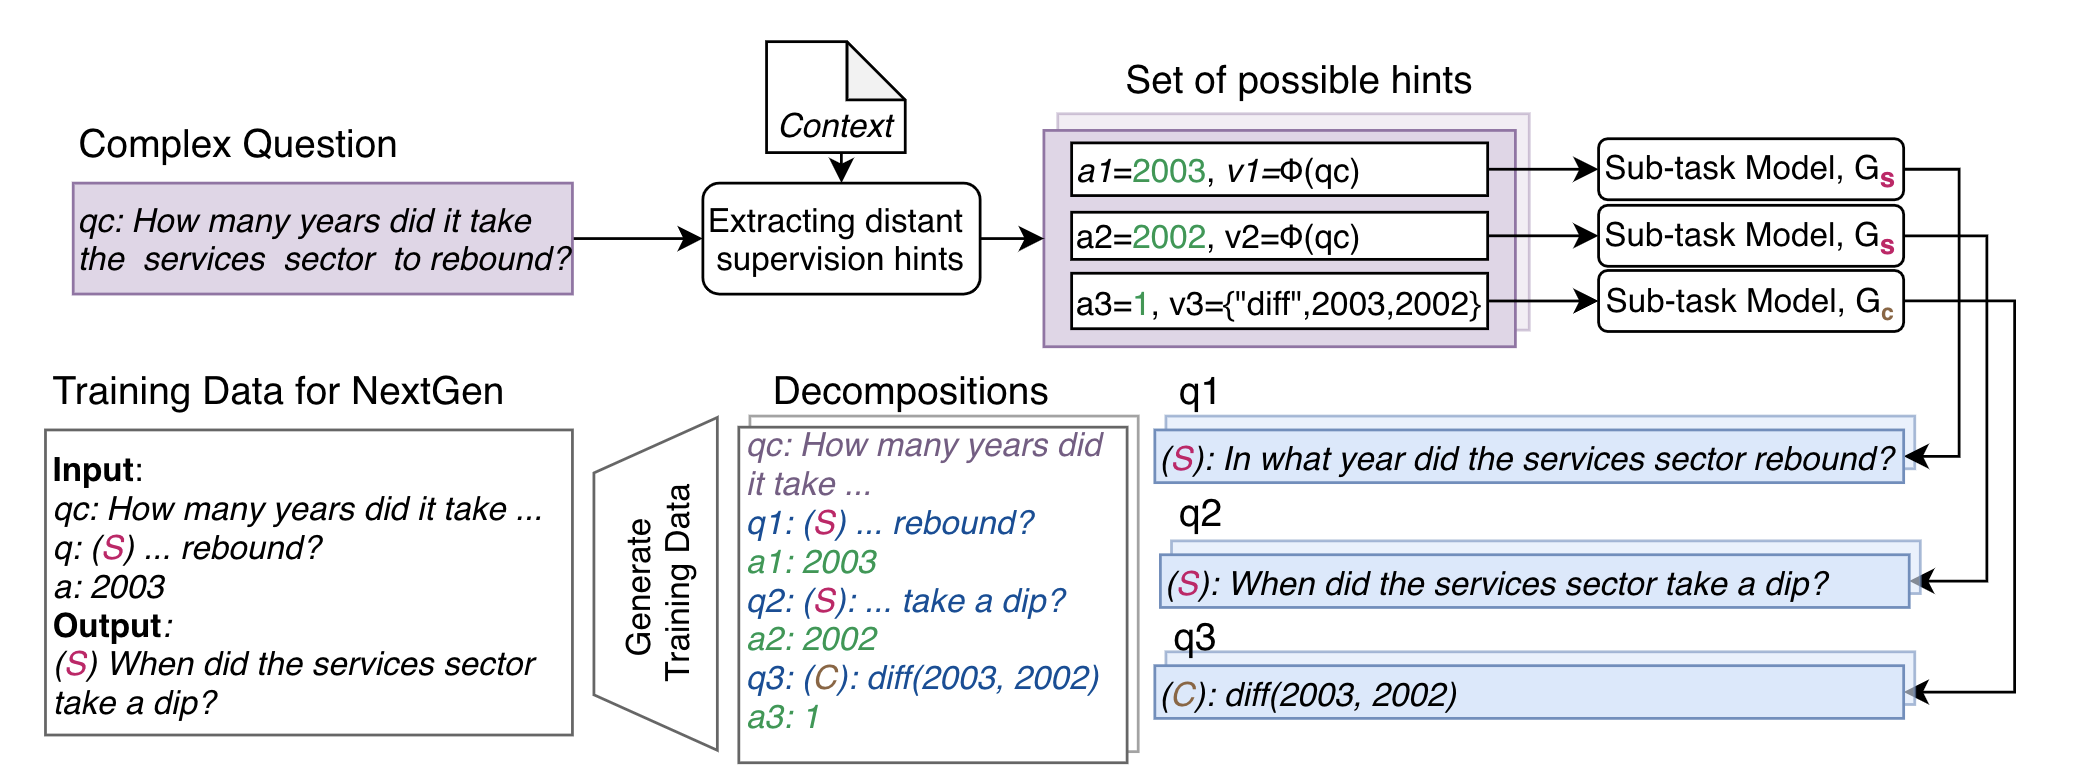 Complex Question
qc: How many years did it take
the services sector to rebound?
Context
Extracting distant
supervision hints
Set of possible hints
a1=2003, v1=Φ(qc)
a2=2002, v2=Φ(qc)
a3=1, v3={"diff",2003,2002}
Sub-task Model, Gs
Sub-task Model, Gs
Sub-task Model, Gc
Training Data for NextGen
Input:
qc: How many years did it take ...
q: (S) ... rebound?
a: 2003
Output:
(S) When did the services sector
take a dip?
Generate
Training Data
Decompositions
qc: How many years did
it take ...
q1: (S) ... rebound?
a1: 2003
q2: (S): ... take a dip?
a2: 2002
q3: (C): diff(2003, 2002)
a3: 1
q1
(S): In what year did the services sector rebound?
q2
(S): When did the services sector take a dip?
q3
(C): diff(2003, 2002)